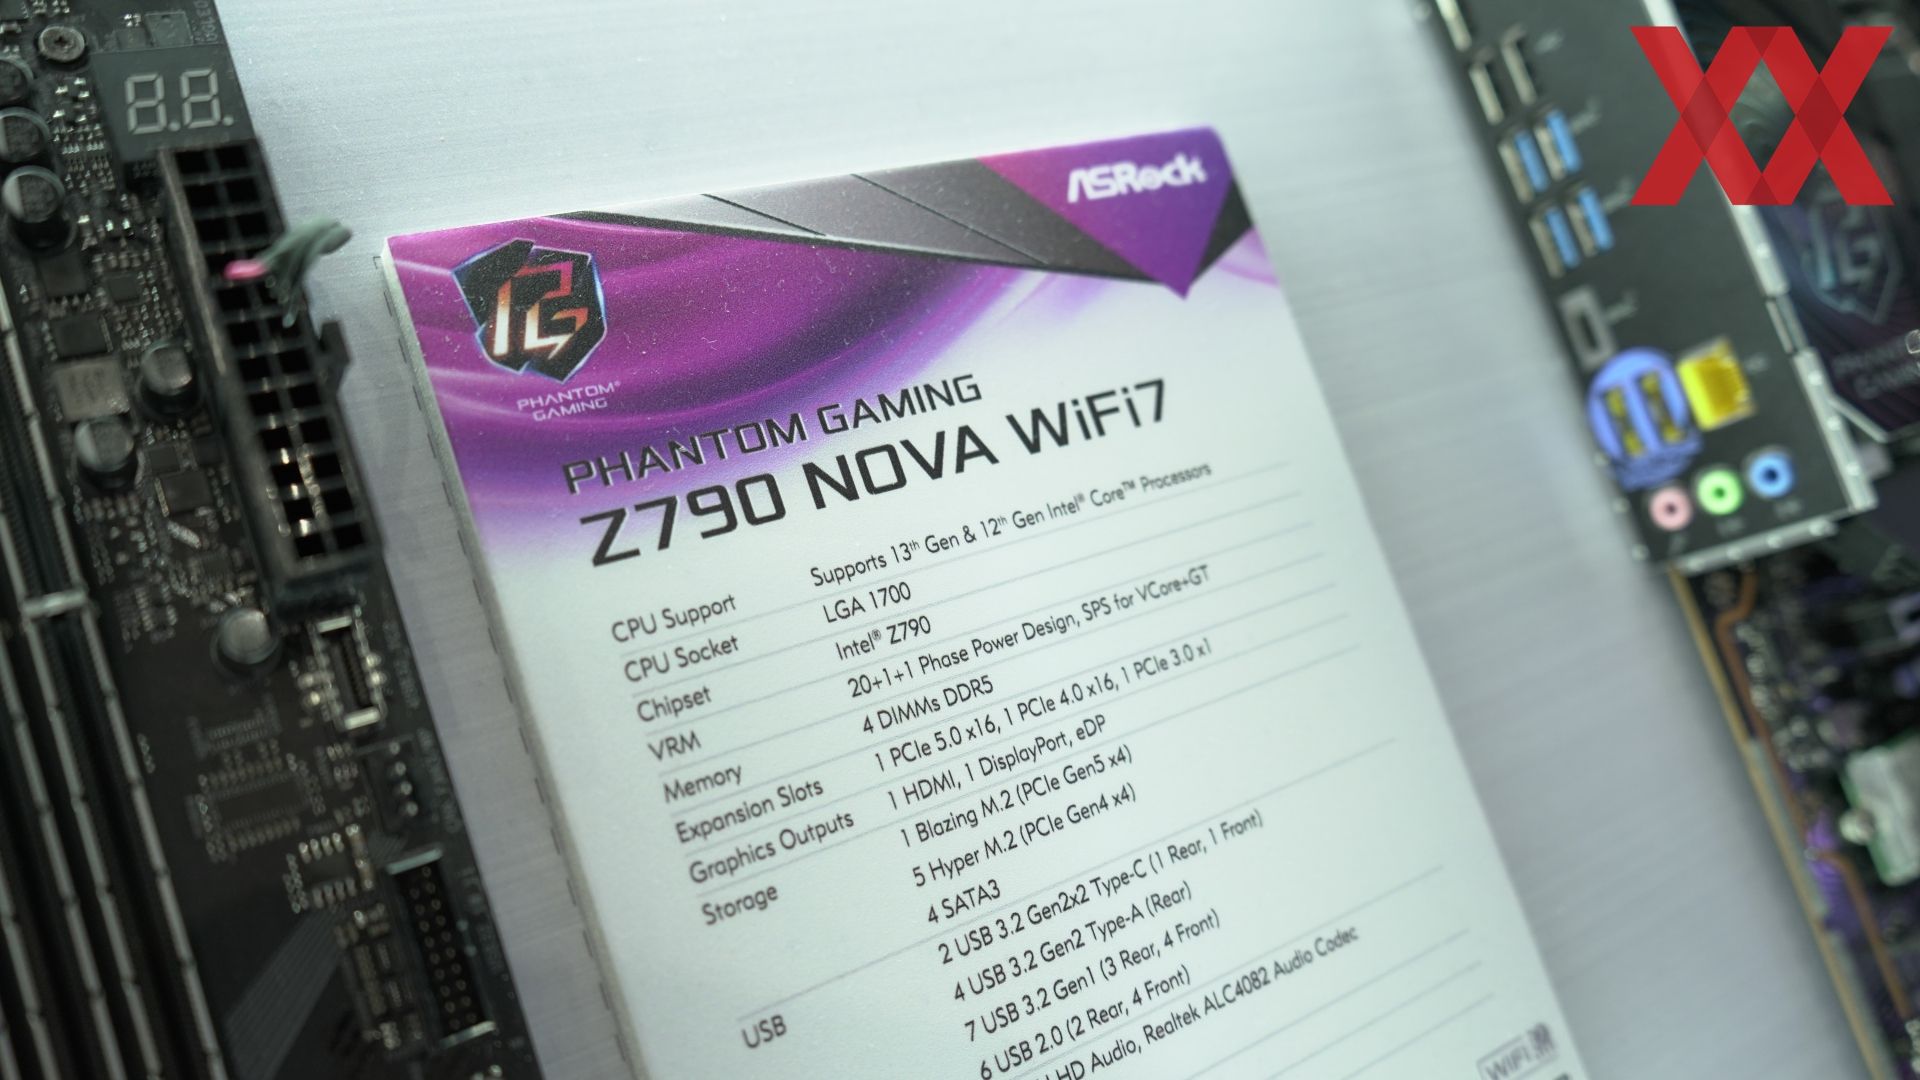 8.8.
ASRock
PHANTOM®
GAMING
PHANTOM GAMING
Z790 NOVA WiFi7
CPU Support Supports 13th Gen & 12th Gen Intel® Core™ Processors
CPU Socket LGA 1700
Chipset Intel® Z790
VRM 20+1+1 Phase Power Design, SPS for VCore+GT
Memory 4 DIMMs DDR5
Expansion Slots 1 PCIe 5.0 x16, 1 PCIe 4.0 x16, 1 PCIe 3.0 x1
Graphics Outputs 1 HDMI, 1 DisplayPort, eDP
Storage 1 Blazing M.2 (PCIe Gen5 x4)
5 Hyper M.2 (PCIe Gen4 x4)
4 SATA3
USB 2 USB 3.2 Gen2x2 Type-C (1 Rear, 1 Front)
4 USB 3.2 Gen2 Type-A (Rear)
7 USB 3.2 Gen1 (3 Rear, 4 Front)
6 USB 2.0 (2 Rear, 4 Front)
HD Audio, Realtek ALC4082 Audio Codec
WiFi
PHANTOM
GAMING